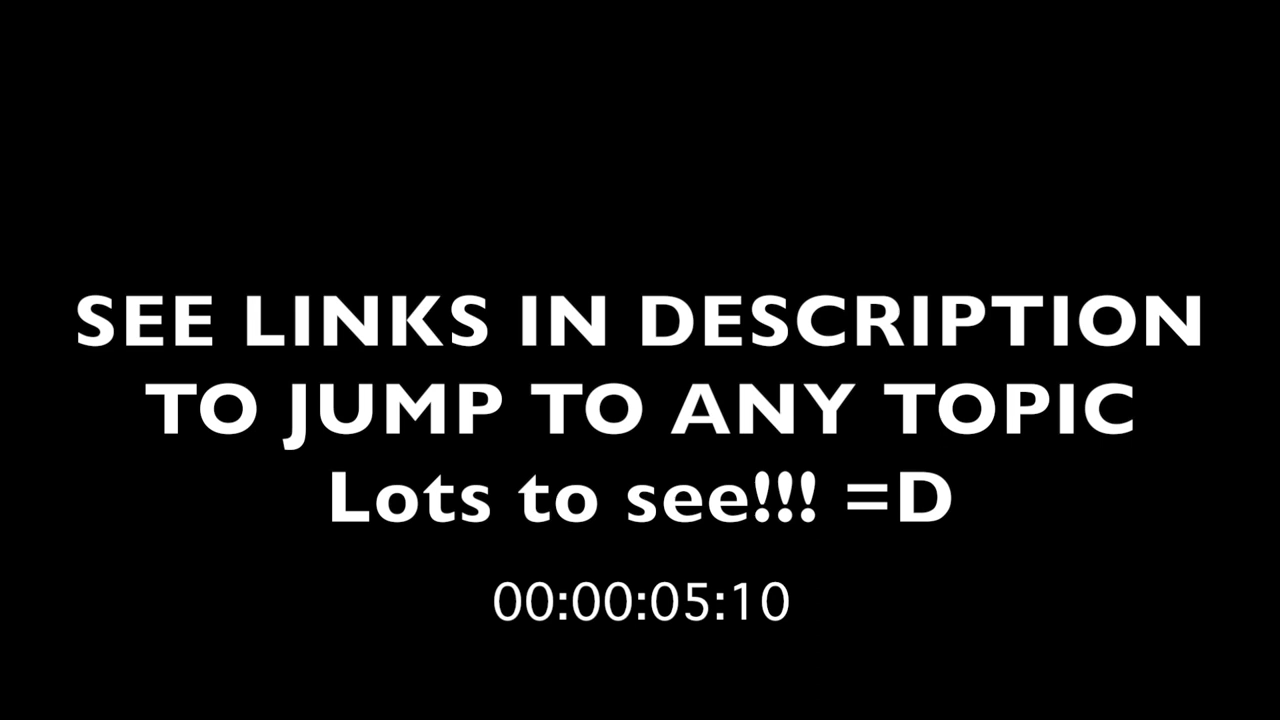 SEE LINKS IN DESCRIPTION
TO JUMP TO ANY TOPIC
Lots to see!!! =D
00:00:05:10